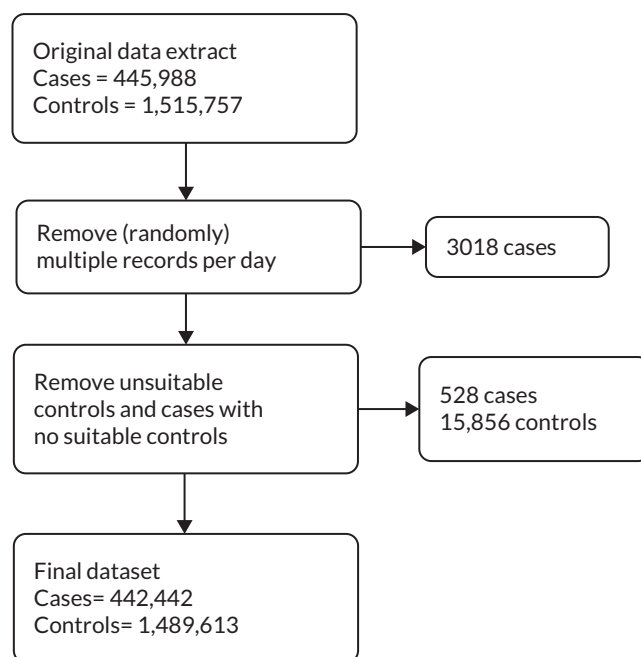 Original data extract
Cases = 445,988
Controls = 1,515,757
Remove (randomly)
multiple records per day
3018 cases
Remove unsuitable
controls and cases with
no suitable controls
528 cases
15,856 controls
Final dataset
Cases= 442,442
Controls= 1,489,613